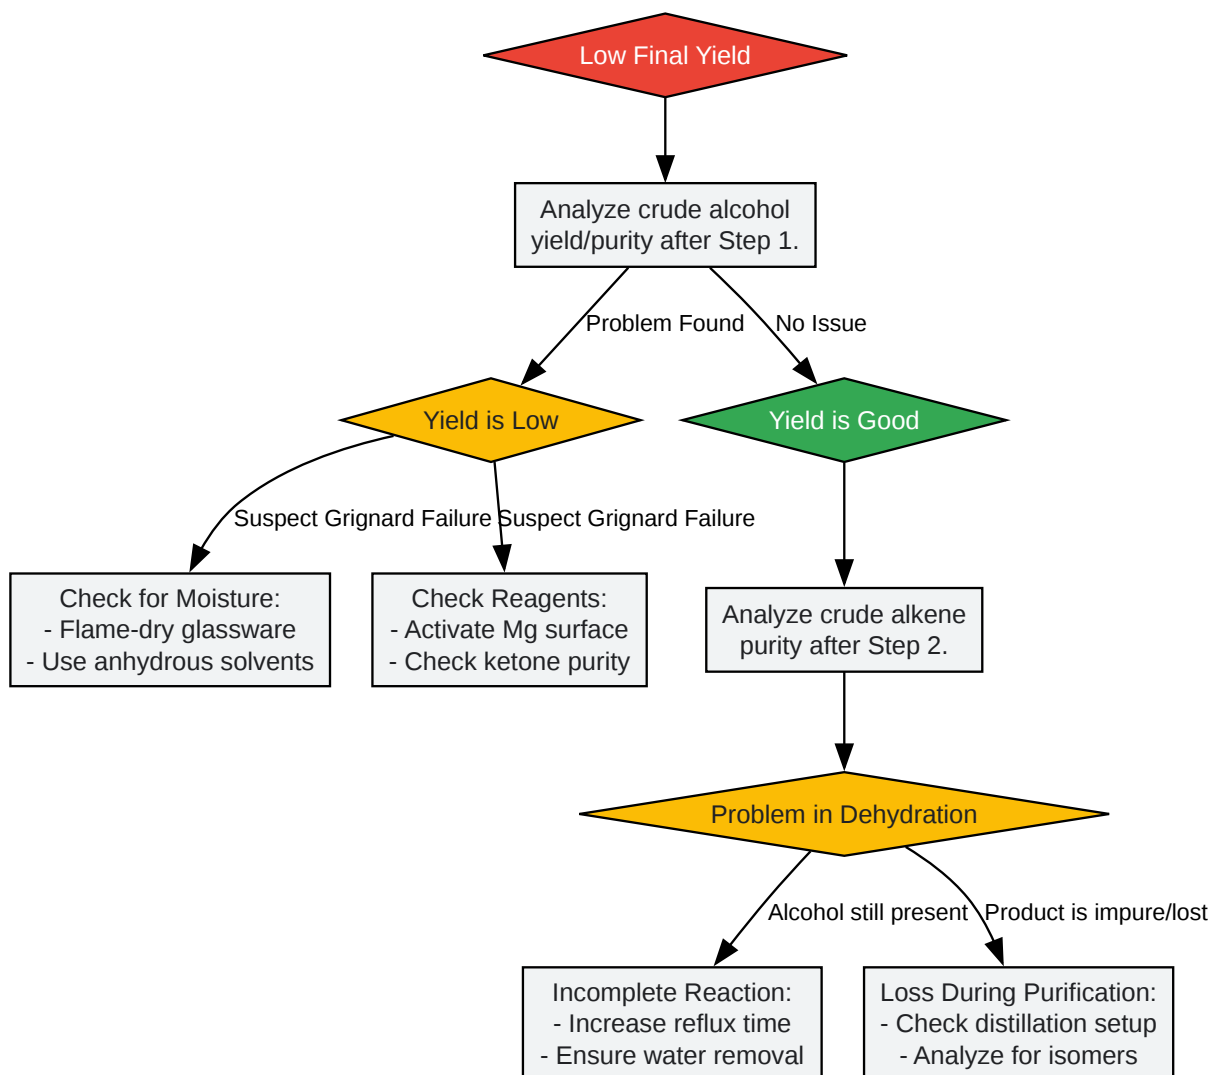 Low Final Yield
Analyze crude alcohol
yield/purity after Step 1.
Problem Found
No Issue
Yield is Low
Yield is Good
Suspect Grignard Failure
Suspect Grignard Failure
Check for Moisture:
- Flame-dry glassware
- Use anhydrous solvents
Check Reagents:
- Activate Mg surface
- Check ketone purity
Analyze crude alkene
purity after Step 2.
Problem in Dehydration
Alcohol still present
Product is impure/lost
Incomplete Reaction:
- Increase reflux time
- Ensure water removal
Loss During Purification:
- Check distillation setup
- Analyze for isomers